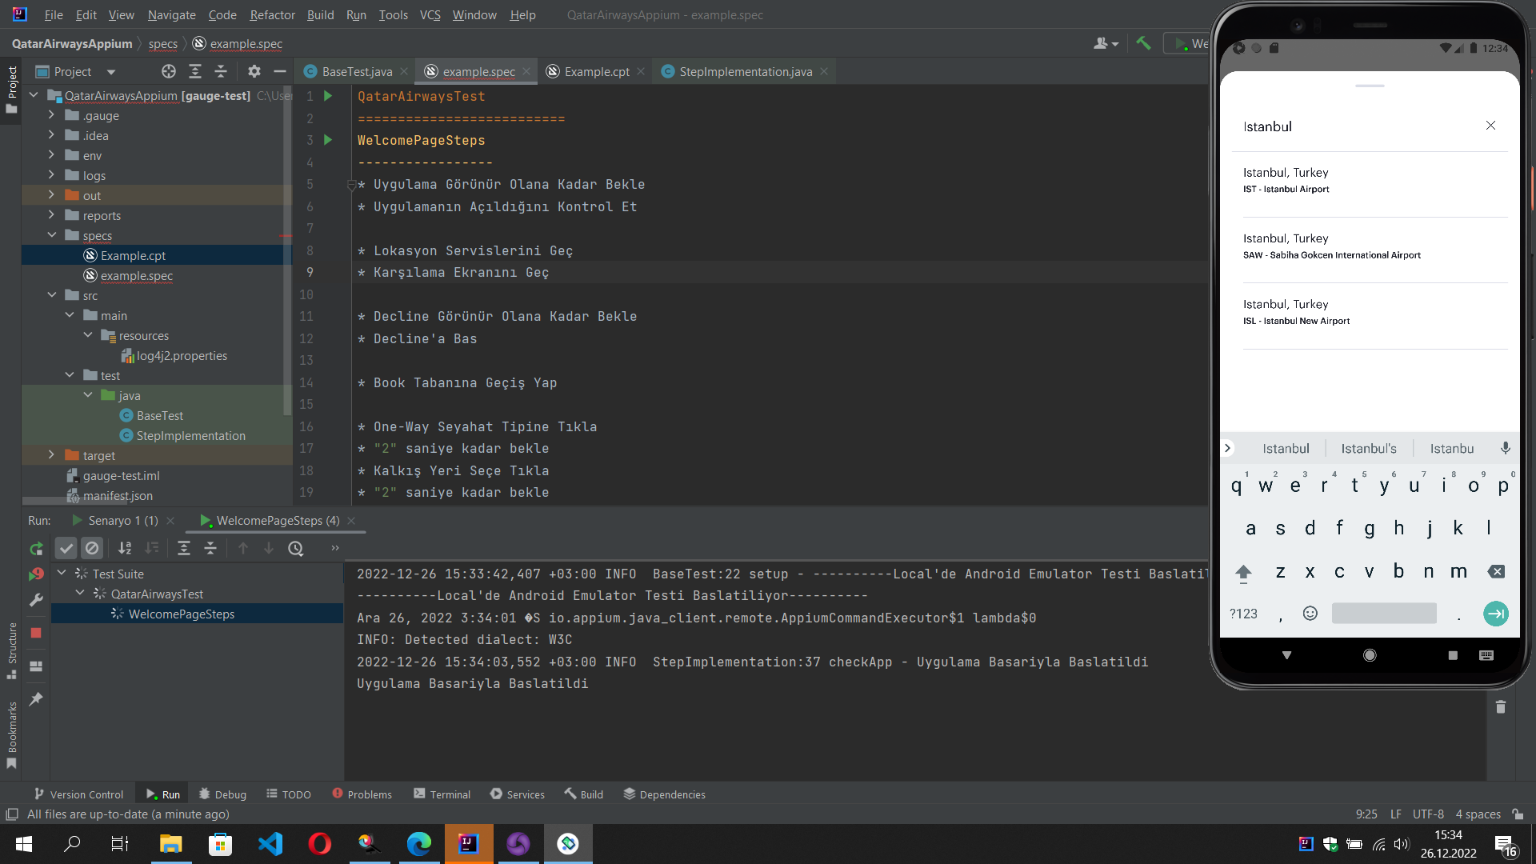 File Edit View Navigate Code Refactor Build Run Tools VCS Window Help QatarAirwaysAppium - example.spec
QatarAirwaysAppium specs example.spec
Project
BaseTest.java example.spec Example.cpt StepImplementation.java
Project
QatarAirwaysAppium [gauge-test]
.gauge
.idea
env
logs
out
reports
specs
Example.cpt
example.spec
src
main
resources
log4j2.properties
test
java
BaseTest
StepImplementation
target
gauge-test.iml
manifest.json
1 QatarAirwaysTest
2 ==========================
3 WelcomePageSteps
4 -----------------
5 * Uygulama Görünür Olana Kadar Bekle
6 * Uygulamanın Açıldığını Kontrol Et
7
8 * Lokasyon Servislerini Geç
9 * Karşılama Ekranını Geç
10
11 * Decline Görünür Olana Kadar Bekle
12 * Decline'a Bas
13
14 * Book Tabanına Geçiş Yap
15
16 * One-Way Seyahat Tipine Tıkla
17 * "2" saniye kadar bekle
18 * Kalkış Yeri Seçe Tıkla
19 * "2" saniye kadar bekle
Run: Senaryo 1 (1) WelcomePageSteps (4)
Test Suite
QatarAirwaysTest
WelcomePageSteps
2022-12-26 15:33:42,407 +03:00 INFO BaseTest:22 setup - ----------Local'de Android Emulator Testi
----------Local'de Android Emulator Testi Baslatiliyor----------
Ara 26, 2022 3:34:01 �S io.appium.java_client.remote.AppiumCommandExecutor$1 lambda$0
INFO: Detected dialect: W3C
2022-12-26 15:34:03,552 +03:00 INFO StepImplementation:37 checkApp - Uygulama Basariyla Baslatildi
Uygulama Basariyla Baslatildi
Structure
Bookmarks
Version Control Run Debug TODO Problems Terminal Services Build Dependencies
All files are up-to-date (a minute ago)
9:25 LF UTF-8 4 spaces
15:34
26.12.2022
16
12:34
Istanbul
Istanbul, Turkey
IST - Istanbul Airport
Istanbul, Turkey
SAW - Sabiha Gokcen International Airport
Istanbul, Turkey
ISL - Istanbul New Airport
Istanbul Istanbul's Istanbu
1 2 3 4 5 6 7 8 9 0
q w e r t y u i o p
a s d f g h j k l
z x c v b n m
?123 , .